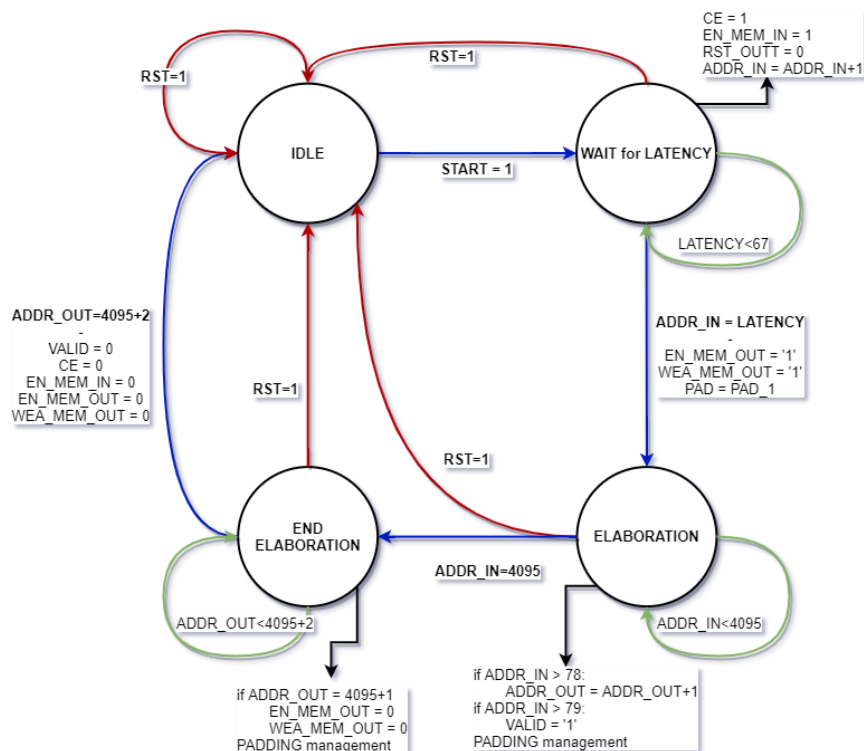 CE = 1
EN_MEM_IN = 1
RST_OUTT = 0
ADDR_IN = ADDR_IN+1
RST=1
RST=1
IDLE
START = 1
WAIT for LATENCY
LATENCY<67
ADDR_OUT=4095+2
-
VALID = 0
CE = 0
EN_MEM_IN = 0
EN_MEM_OUT = 0
WEA_MEM_OUT = 0
ADDR_IN = LATENCY
-
EN_MEM_OUT = '1'
WEA_MEM_OUT = '1'
PAD = PAD_1
RST=1
RST=1
END
ELABORATION
ELABORATION
ADDR_IN=4095
ADDR_OUT<4095+2
ADDR_IN<4095
if ADDR_OUT = 4095+1
EN_MEM_OUT = 0
WEA_MEM_OUT = 0
PADDING management
if ADDR_IN > 78:
ADDR_OUT = ADDR_OUT+1
if ADDR_IN > 79:
VALID = '1'
PADDING management